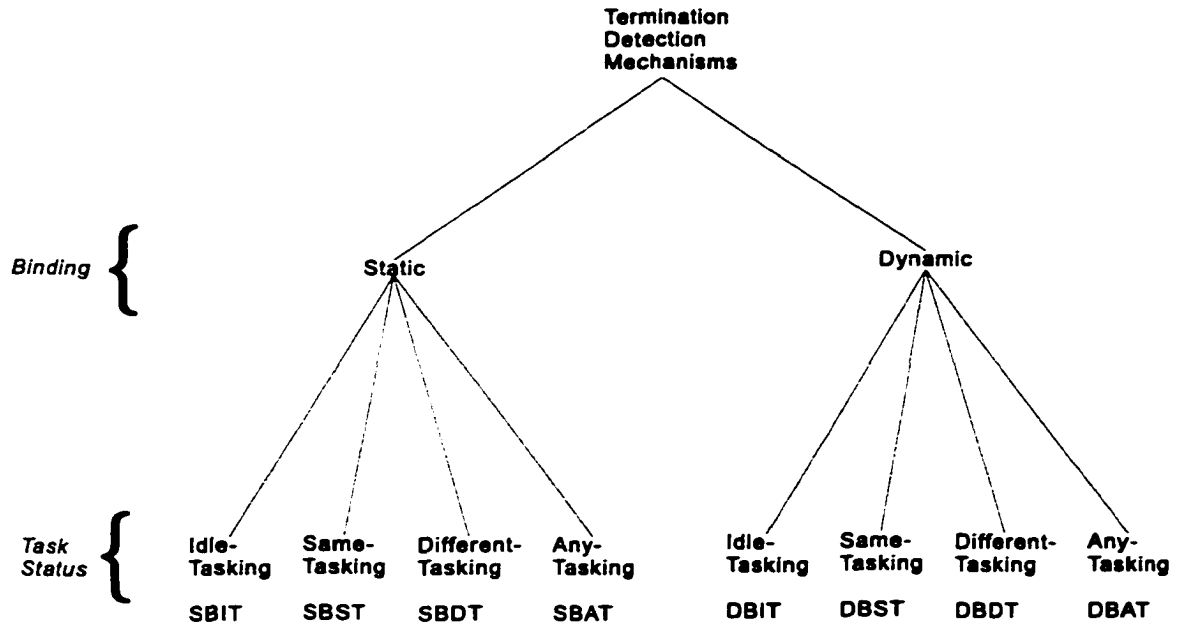 Termination
Detection
Mechanisms
Binding
Static
Dynamic
Task
Status
Idle-
Tasking
Same-
Tasking
Different-
Tasking
Any-
Tasking
Idle-
Tasking
Same-
Tasking
Different-
Tasking
Any-
Tasking
SBIT
SBST
SBDT
SBAT
DBIT
DBST
DBDT
DBAT